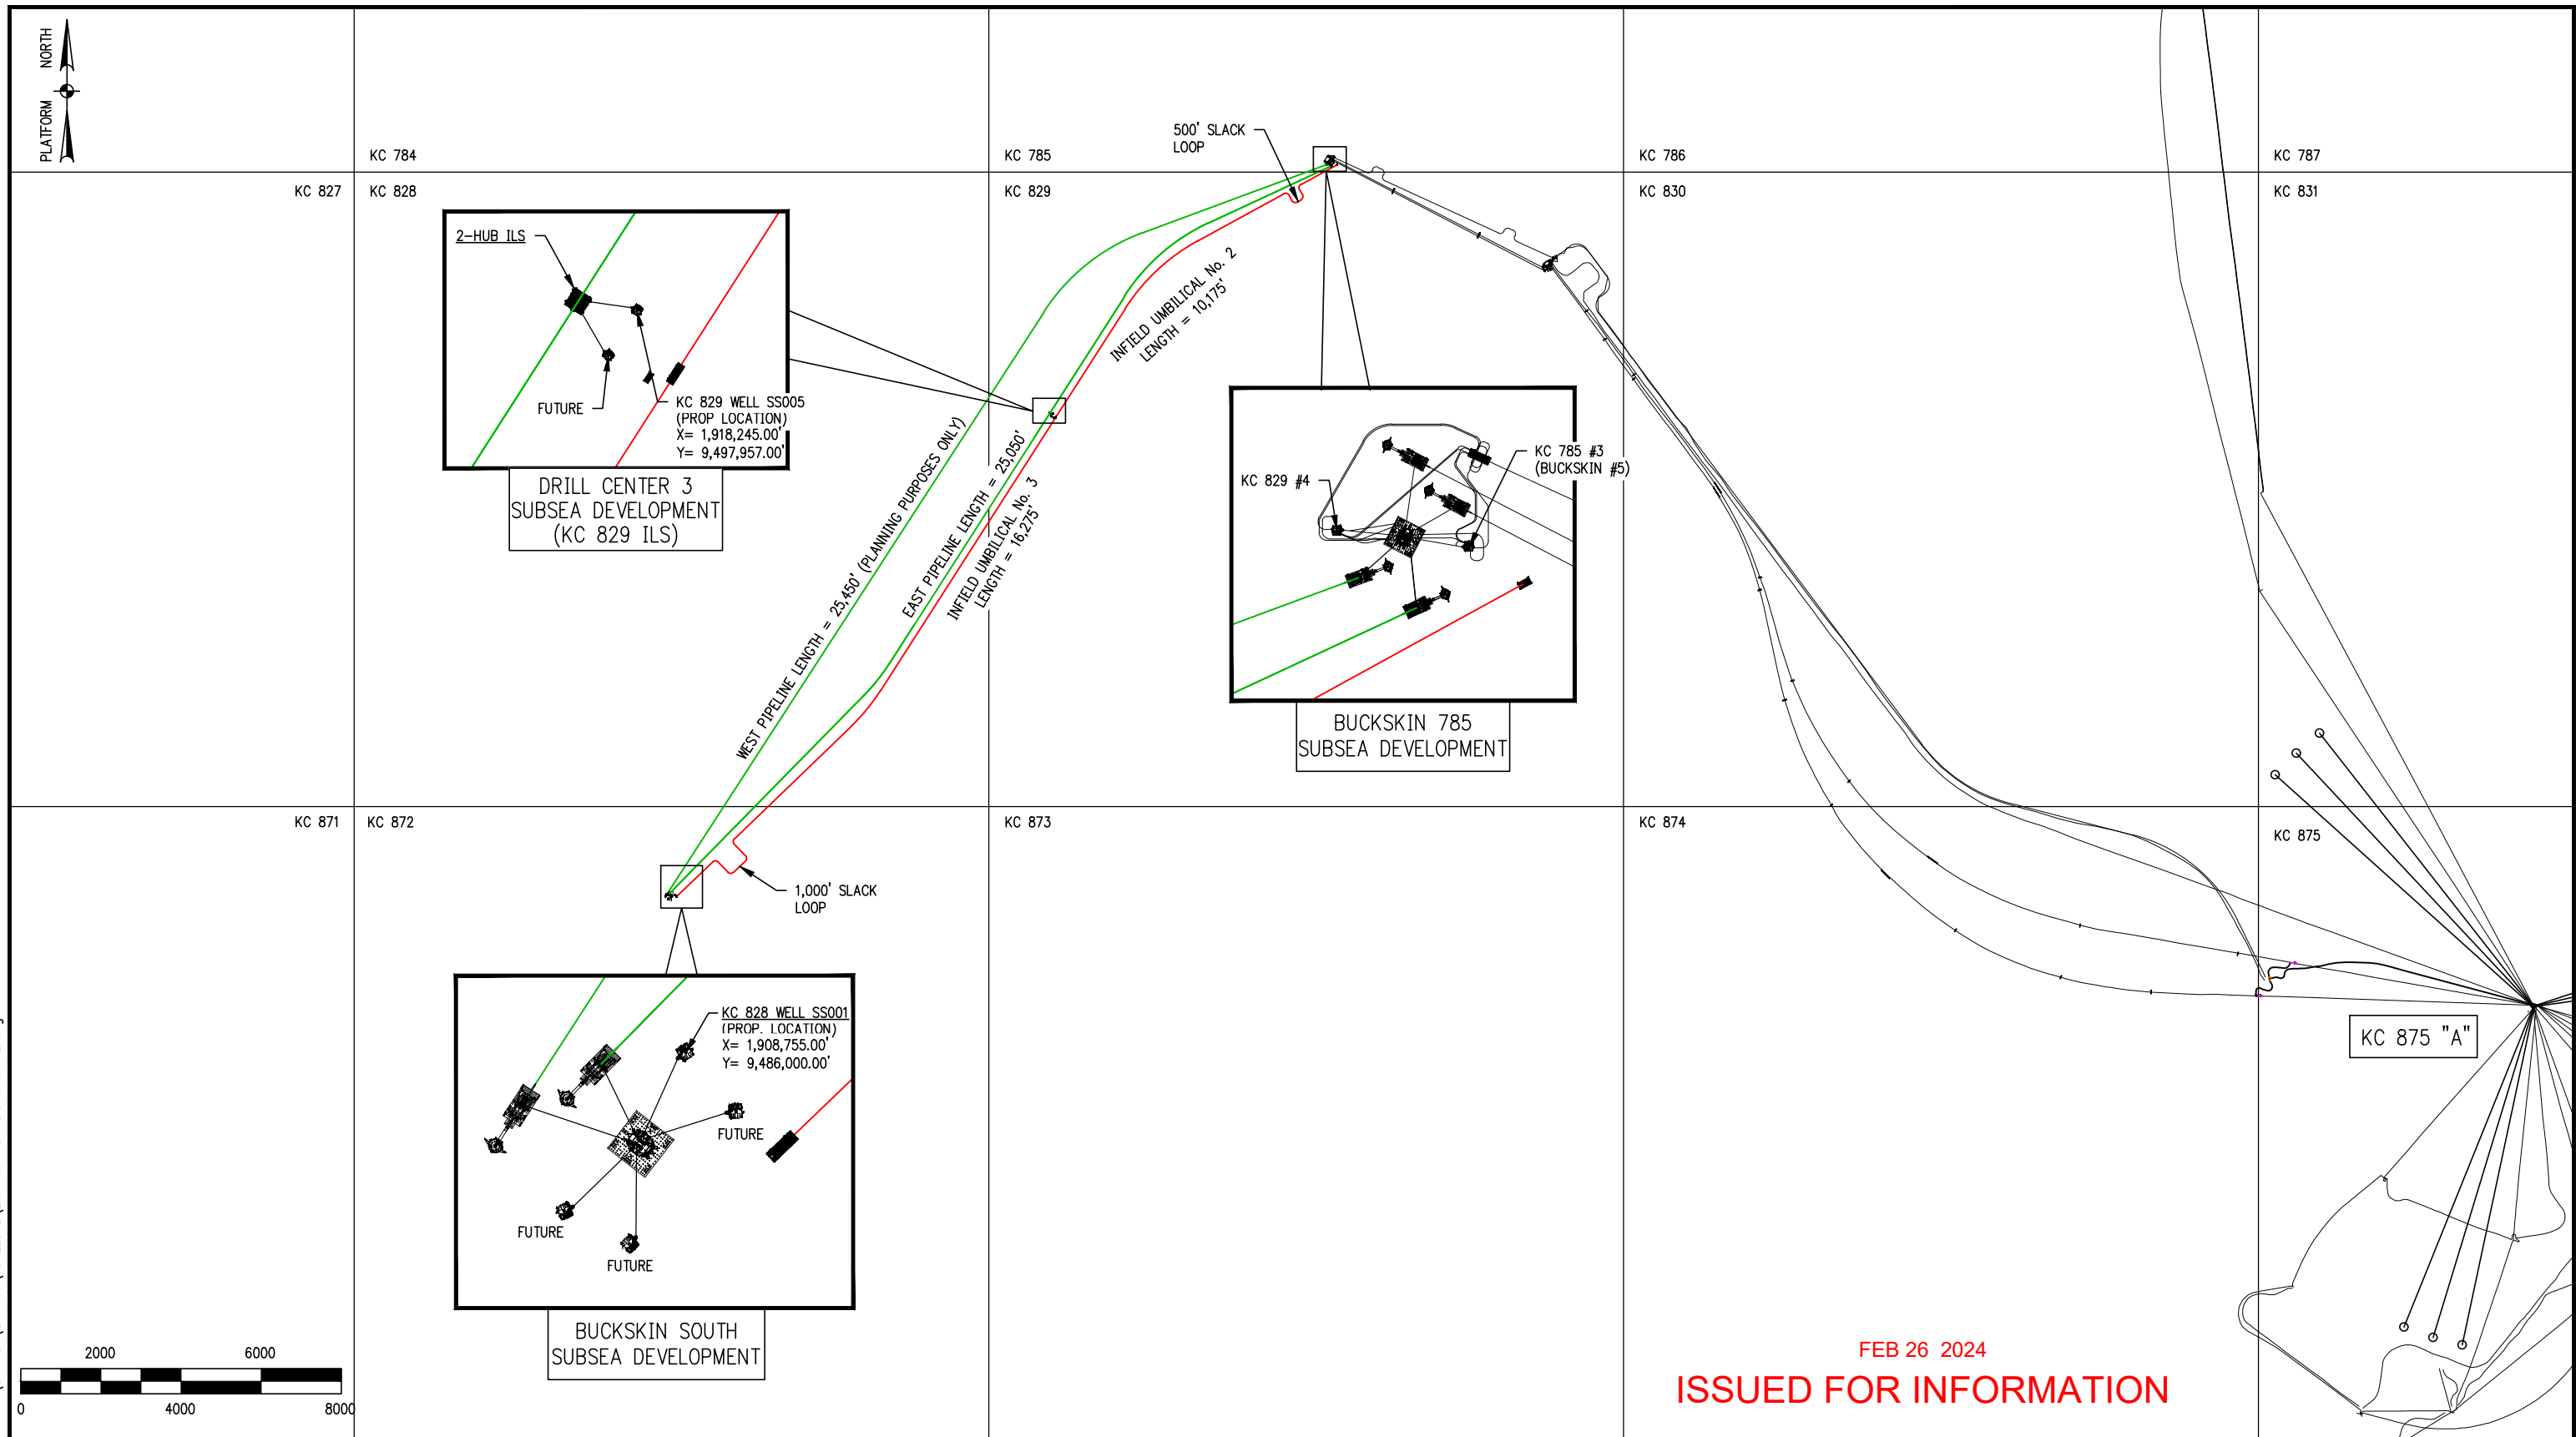 PLATFORM NORTH
KC 784
KC 785
KC 786
KC 787
KC 827
KC 828
KC 829
KC 830
KC 831
500' SLACK
LOOP
2-HUB ILS
FUTURE
KC 829 WELL SS005
(PROP LOCATION)
X= 1,918,245.00'
Y= 9,497,957.00'
DRILL CENTER 3
SUBSEA DEVELOPMENT
(KC 829 ILS)
INFIELD UMBILICAL No. 2
LENGTH = 10,175'
WEST PIPELINE LENGTH = 25,450' (PLANNING PURPOSES ONLY)
EAST PIPELINE LENGTH = 25,050'
INFIELD UMBILICAL No. 3
LENGTH = 16,275'
KC 829 #4
KC 785 #3
(BUCKSKIN #5)
BUCKSKIN 785
SUBSEA DEVELOPMENT
KC 871
KC 872
KC 873
KC 874
KC 875
1,000' SLACK
LOOP
KC 828 WELL SS001
(PROP. LOCATION)
X= 1,908,755.00'
Y= 9,486,000.00'
FUTURE
FUTURE
FUTURE
BUCKSKIN SOUTH
SUBSEA DEVELOPMENT
KC 875 "A"
2000 6000
0 4000 8000
FEB 26 2024
ISSUED FOR INFORMATION